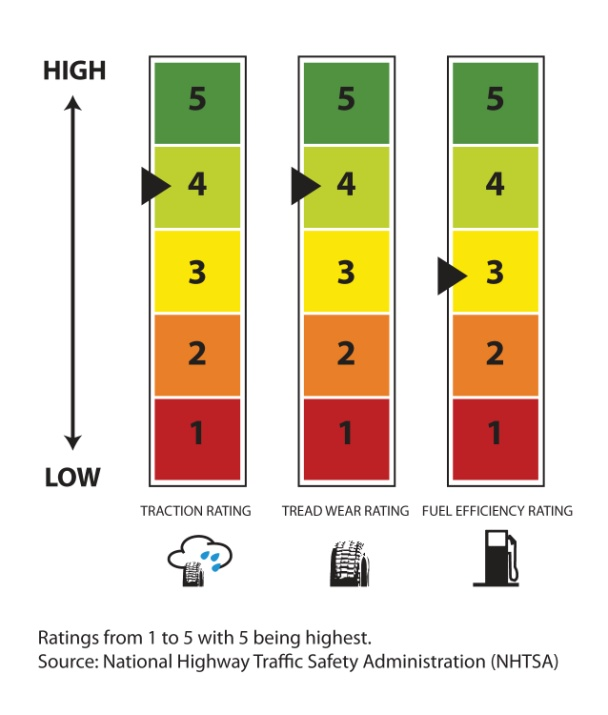 HIGH
5 5 5
4 4 4
3 3 3
2 2 2
1 1 1
LOW
TRACTION RATING TREAD WEAR RATING FUEL EFFICIENCY RATING
Ratings from 1 to 5 with 5 being highest.
Source: National Highway Traffic Safety Administration (NHTSA)